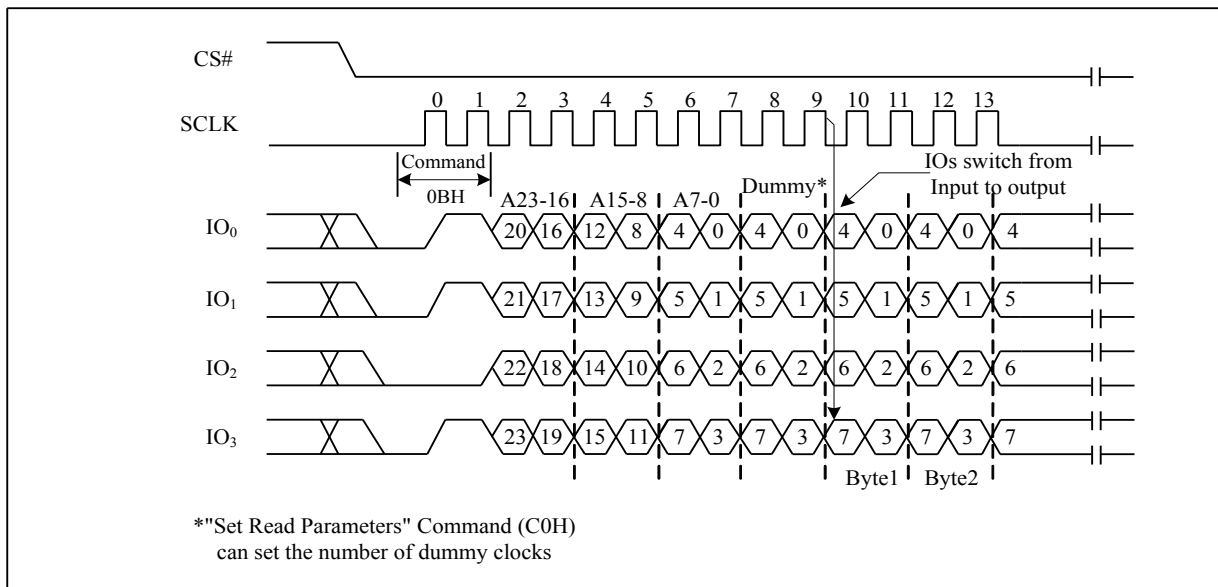 CS#
0 1 2 3 4 5 6 7 8 9 10 11 12 13
SCLK
Command
0BH
IOs switch from
Input to output
A23-16 A15-8 A7-0 Dummy*
IO0 20 16 12 8 4 0 4 0 4 0 4 0 4
IO1 21 17 13 9 5 1 5 1 5 1 5 1 5
IO2 22 18 14 10 6 2 6 2 6 2 6 2 6
IO3 23 19 15 11 7 3 7 3 7 3 7 3 7
Byte1 Byte2
*"Set Read Parameters" Command (C0H)
can set the number of dummy clocks